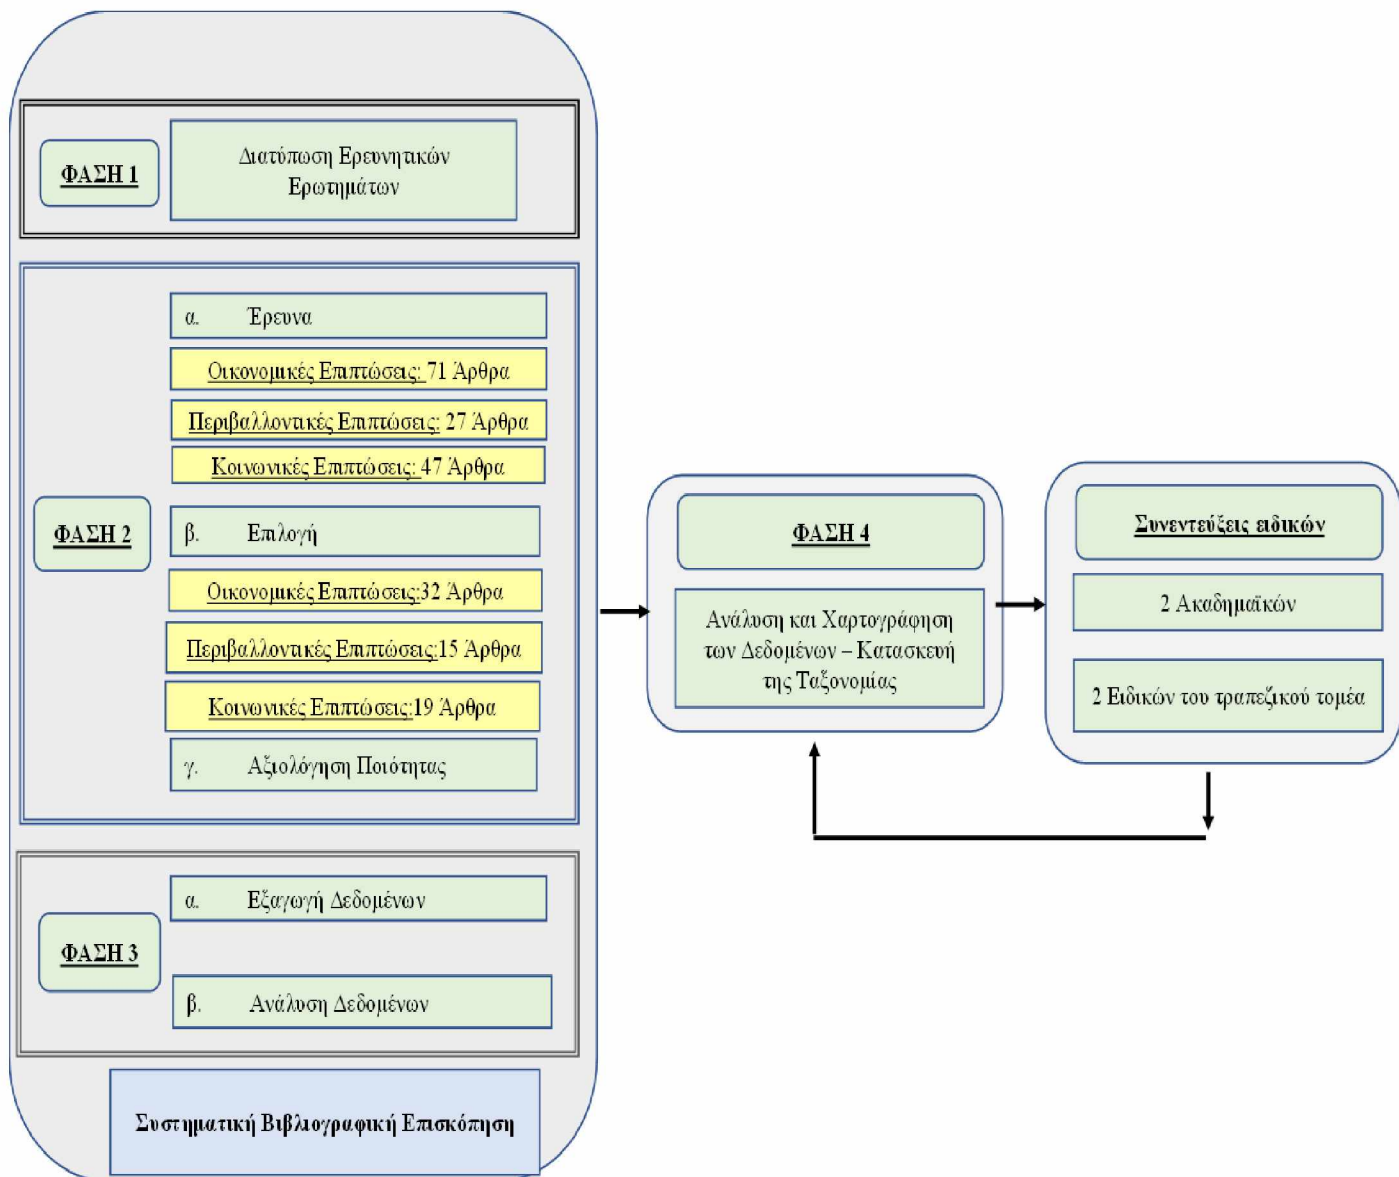 ΦΑΣΗ 1
Διατύπωση Ερευνητικών
Ερωτημάτων
ΦΑΣΗ 2
α. Έρευνα
Οικονομικές Επιπτώσεις: 71 Άρθρα
Περιβαλλοντικές Επιπτώσεις: 27 Άρθρα
Κοινωνικές Επιπτώσεις: 47 Άρθρα
β. Επιλογή
Οικονομικές Επιπτώσεις:32 Άρθρα
Περιβαλλοντικές Επιπτώσεις:15 Άρθρα
Κοινωνικές Επιπτώσεις:19 Άρθρα
γ. Αξιολόγηση Ποιότητας
ΦΑΣΗ 3
α. Εξαγωγή Δεδομένων
β. Ανάλυση Δεδομένων
Συστηματική Βιβλιογραφική Επισκόπηση
ΦΑΣΗ 4
Ανάλυση και Χαρτογράφηση
των Δεδομένων – Κατασκευή
της Ταξονομίας
Συνεντεύξεις ειδικών
2 Ακαδημαϊκών
2 Ειδικών του τραπεζικού τομέα